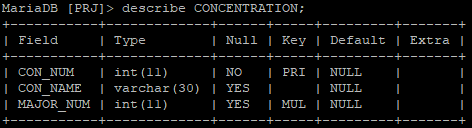 MariaDB [PRJ]> describe CONCENTRATION;
+-----------+-------------+------+-----+---------+-------+
| Field     | Type        | Null | Key | Default | Extra |
+-----------+-------------+------+-----+---------+-------+
| CON_NUM   | int(11)     | NO   | PRI | NULL    |       |
| CON_NAME  | varchar(30) | YES  |     | NULL    |       |
| MAJOR_NUM | int(11)     | YES  | MUL | NULL    |       |
+-----------+-------------+------+-----+---------+-------+